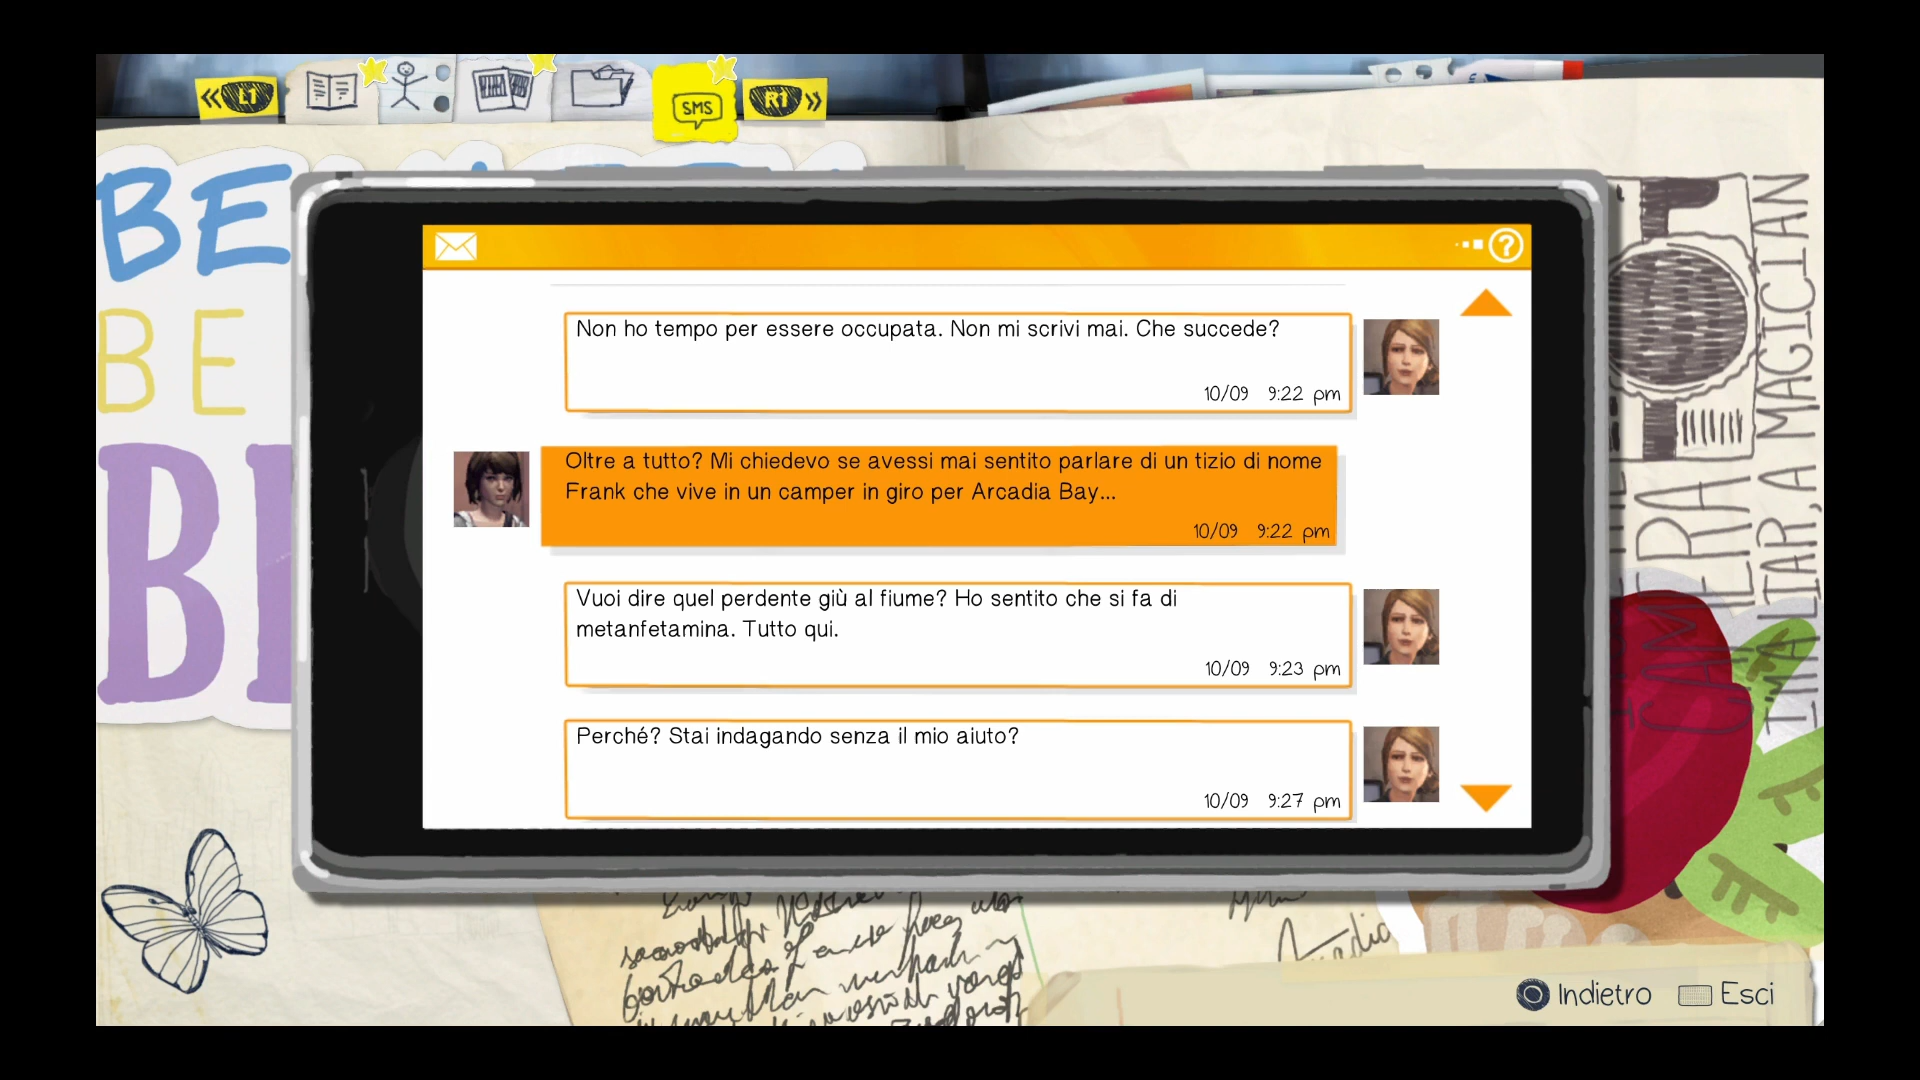 L1
SMS
R1
BE
BE
Non ho tempo per essere occupata. Non mi scrivi mai. Che succede?
10/09 9:22 pm
Oltre a tutto? Mi chiedevo se avessi mai sentito parlare di un tizio di nome
Frank che vive in un camper in giro per Arcadia Bay...
10/09 9:22 pm
Vuoi dire quel perdente giù al fiume? Ho sentito che si fa di
metanfetamina. Tutto qui.
10/09 9:23 pm
Perché? Stai indagando senza il mio aiuto?
10/09 9:27 pm
CAMERA
I'M A LIAR, A MAGICIAN
Indietro
Esci